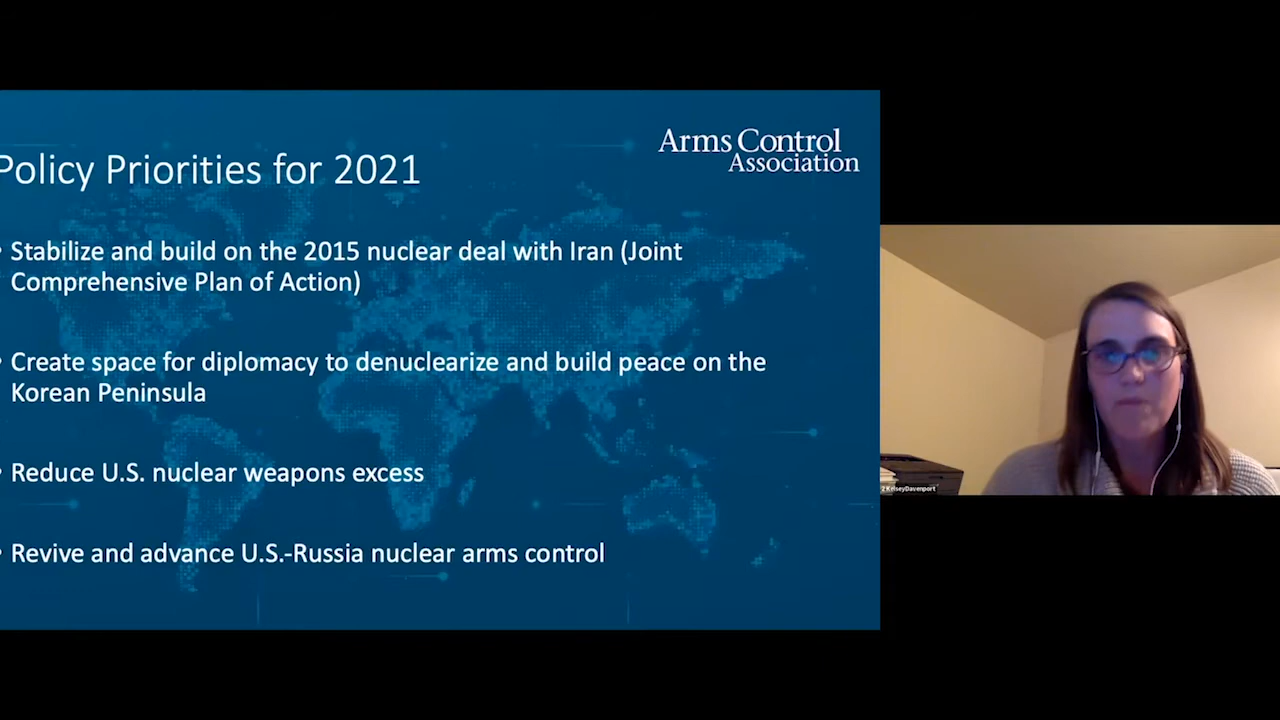 Arms Control
Association
Policy Priorities for 2021
• Stabilize and build on the 2015 nuclear deal with Iran (Joint
Comprehensive Plan of Action)
• Create space for diplomacy to denuclearize and build peace on the
Korean Peninsula
• Reduce U.S. nuclear weapons excess
• Revive and advance U.S.-Russia nuclear arms control
2 KelseyDavenport